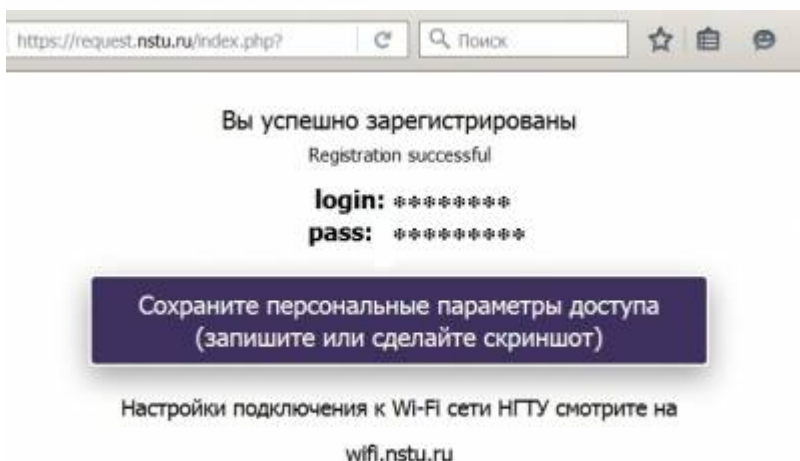 https://request.nstu.ru/index.php?
Поиск
Вы успешно зарегистрированы
Registration successful
login: ********
pass: *********
Сохраните персональные параметры доступа
(запишите или сделайте скриншот)
Настройки подключения к Wi-Fi сети НГТУ смотрите на
wifi.nstu.ru